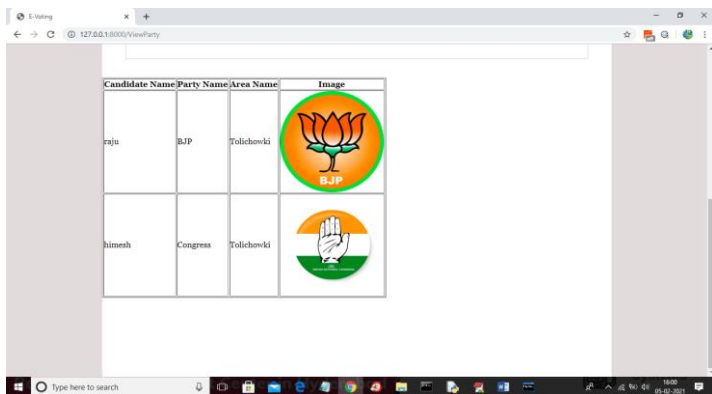 E-Voting
127.0.0.1:8000/ViewParty
Candidate Name Party Name Area Name Image
raju BJP Tolichowki
BJP
himesh Congress Tolichowki
Type here to search
16:00
05-02-2021